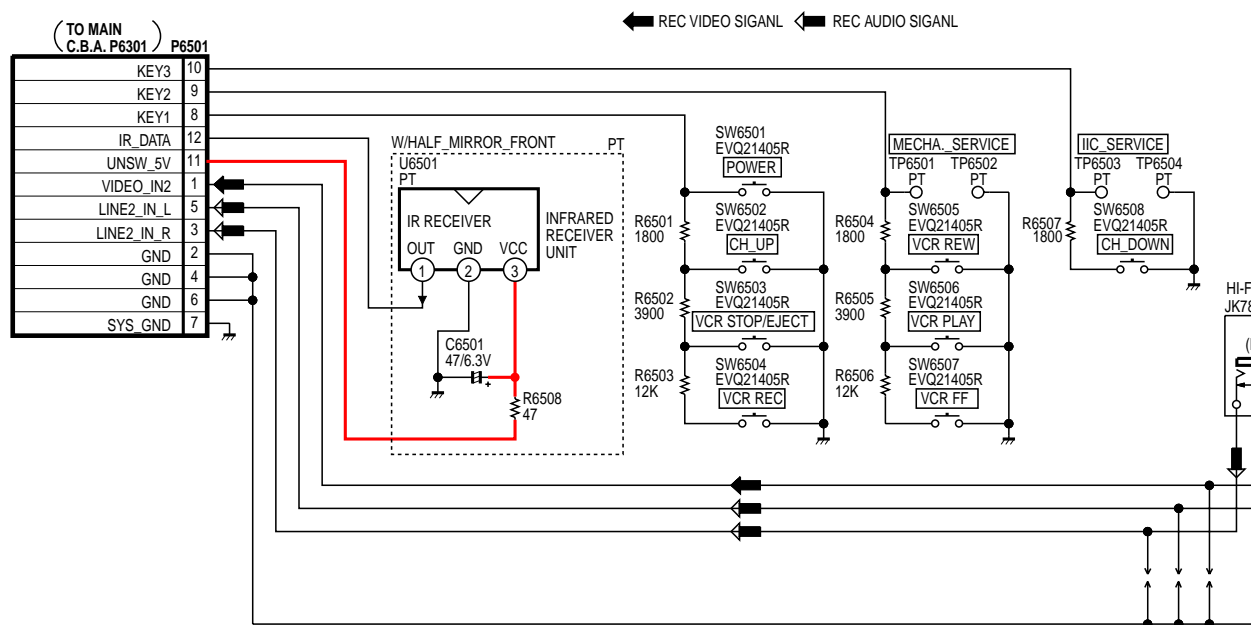 REC VIDEO SIGANL
REC AUDIO SIGANL
(TO MAIN
C.B.A. P6301)
P6501
KEY3 10
KEY2 9
KEY1 8
IR_DATA 12
UNSW_5V 11
VIDEO_IN2 1
LINE2_IN_L 5
LINE2_IN_R 3
GND 2
GND 4
GND 6
SYS_GND 7
W/HALF_MIRROR_FRONT
PT
U6501
PT
IR RECEIVER
OUT GND VCC
1 2 3
INFRARED
RECEIVER
UNIT
C6501
47/6.3V
+
R6508
47
SW6501
EVQ21405R
POWER
R6501
1800
SW6502
EVQ21405R
CH_UP
R6502
3900
SW6503
EVQ21405R
VCR STOP/EJECT
R6503
12K
SW6504
EVQ21405R
VCR REC
MECHA._SERVICE
TP6501 TP6502
PT PT
R6504
1800
SW6505
EVQ21405R
VCR REW
R6505
3900
SW6506
EVQ21405R
VCR PLAY
R6506
12K
SW6507
EVQ21405R
VCR FF
IIC_SERVICE
TP6503 TP6504
PT PT
R6507
1800
SW6508
EVQ21405R
CH_DOWN
HI-F
JK78